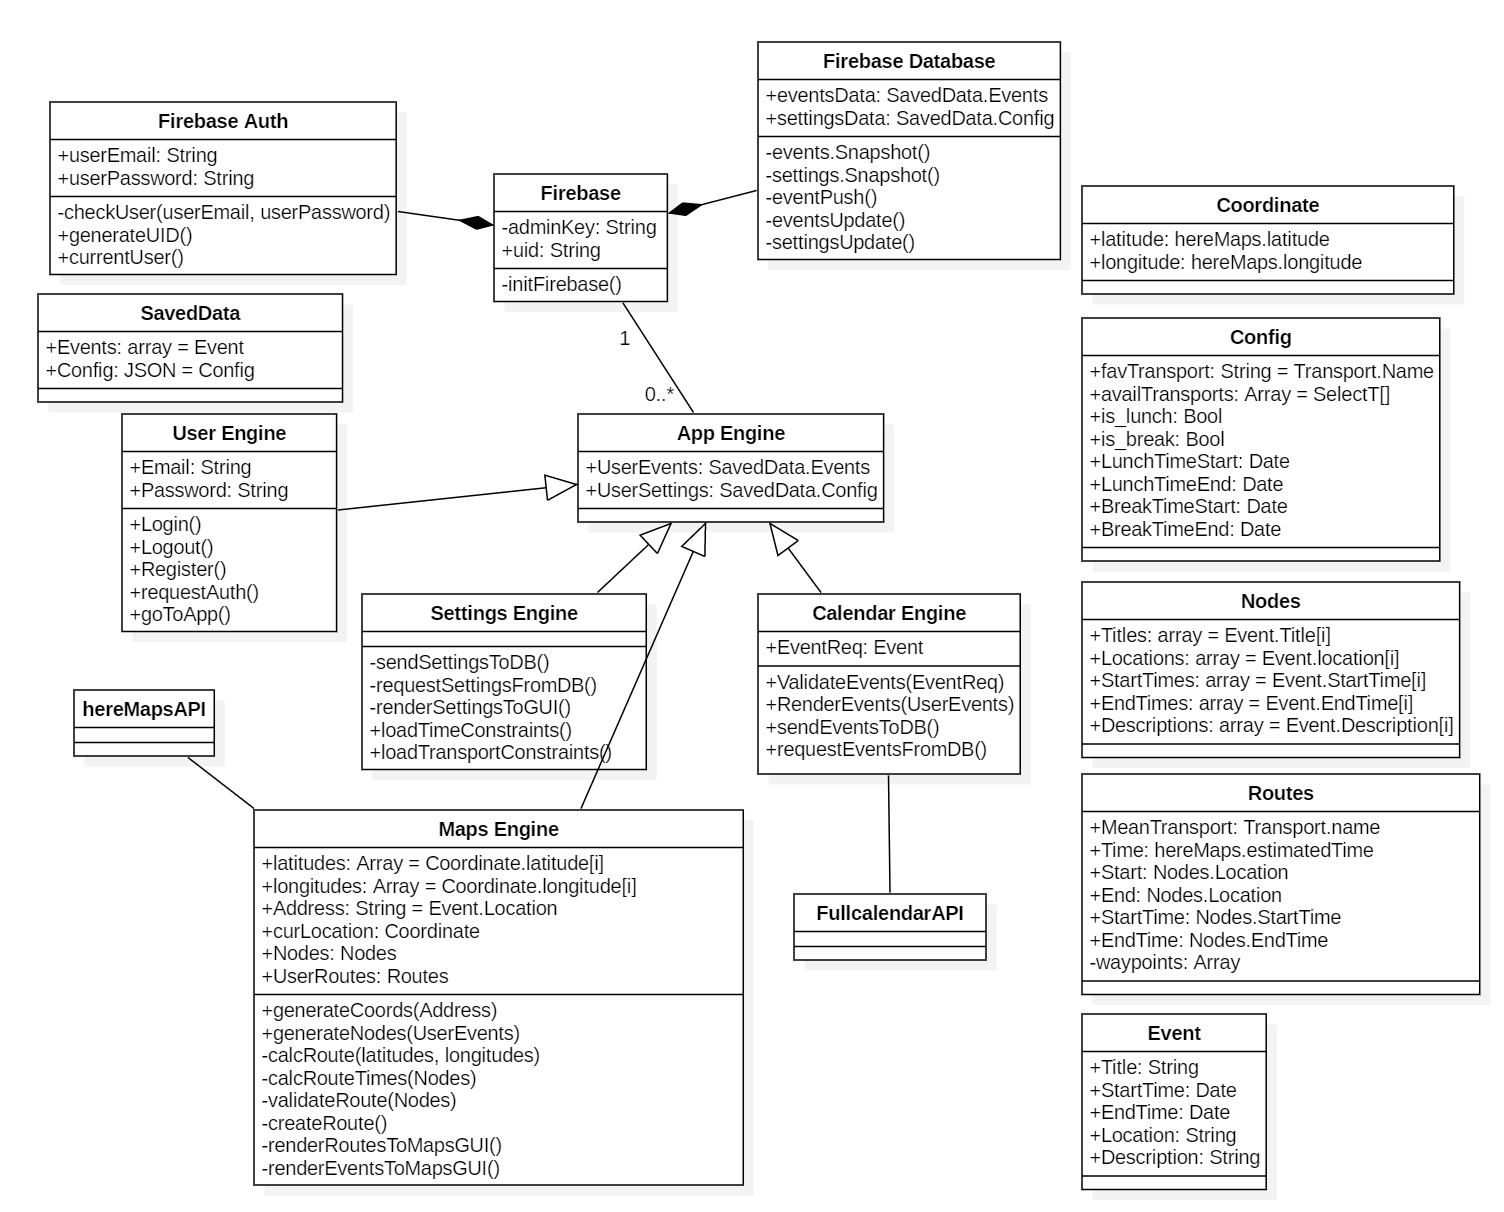 Firebase Database
+eventsData: SavedData.Events
+settingsData: SavedData.Config
-events.Snapshot()
-settings.Snapshot()
-eventPush()
-eventsUpdate()
-settingsUpdate()
Firebase Auth
+userEmail: String
+userPassword: String
-checkUser(userEmail, userPassword)
+generateUID()
+currentUser()
Firebase
-adminKey: String
+uid: String
-initFirebase()
1
0..*
Coordinate
+latitude: hereMaps.latitude
+longitude: hereMaps.longitude
SavedData
+Events: array = Event
+Config: JSON = Config
Config
+favTransport: String = Transport.Name
+availTransports: Array = SelectT[]
+is_lunch: Bool
+is_break: Bool
+LunchTimeStart: Date
+LunchTimeEnd: Date
+BreakTimeStart: Date
+BreakTimeEnd: Date
User Engine
+Email: String
+Password: String
+Login()
+Logout()
+Register()
+requestAuth()
+goToApp()
App Engine
+UserEvents: SavedData.Events
+UserSettings: SavedData.Config
Settings Engine
-sendSettingsToDB()
-requestSettingsFromDB()
-renderSettingsToGUI()
+loadTimeConstraints()
+loadTransportConstraints()
Calendar Engine
+EventReq: Event
+ValidateEvents(EventReq)
+RenderEvents(UserEvents)
+sendEventsToDB()
+requestEventsFromDB()
Nodes
+Titles: array = Event.Title[i]
+Locations: array = Event.location[i]
+StartTimes: array = Event.StartTime[i]
+EndTimes: array = Event.EndTime[i]
+Descriptions: array = Event.Description[i]
hereMapsAPI
Routes
+MeanTransport: Transport.name
+Time: hereMaps.estimatedTime
+Start: Nodes.Location
+End: Nodes.Location
+StartTime: Nodes.StartTime
+EndTime: Nodes.EndTime
-waypoints: Array
Maps Engine
+latitudes: Array = Coordinate.latitude[i]
+longitudes: Array = Coordinate.longitude[i]
+Address: String = Event.Location
+curLocation: Coordinate
+Nodes: Nodes
+UserRoutes: Routes
+generateCoords(Address)
+generateNodes(UserEvents)
-calcRoute(latitudes, longitudes)
-calcRouteTimes(Nodes)
-validateRoute(Nodes)
-createRoute()
-renderRoutesToMapsGUI()
-renderEventsToMapsGUI()
FullcalendarAPI
Event
+Title: String
+StartTime: Date
+EndTime: Date
+Location: String
+Description: String